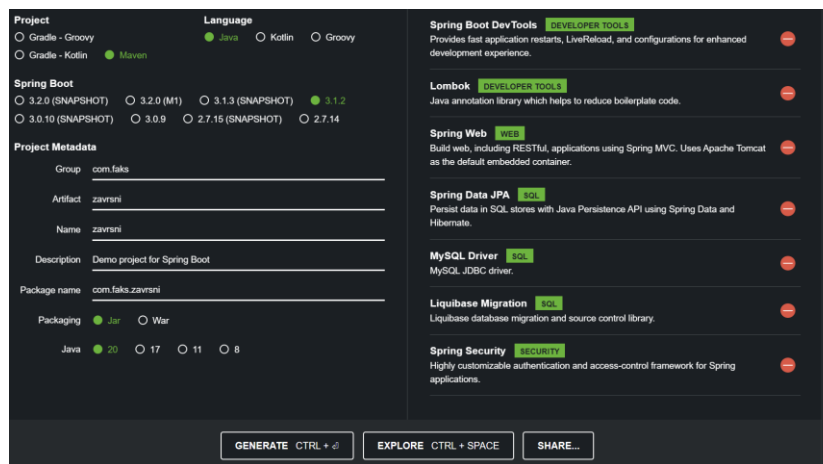 Project
Gradle - Groovy
Gradle - Kotlin Maven
Language
Java Kotlin Groovy
Spring Boot
3.2.0 (SNAPSHOT) 3.2.0 (M1) 3.1.3 (SNAPSHOT) 3.1.2
3.0.10 (SNAPSHOT) 3.0.9 2.7.15 (SNAPSHOT) 2.7.14
Project Metadata
Group com.faks
Artifact zavrsni
Name zavrsni
Description Demo project for Spring Boot
Package name com.faks.zavrsni
Packaging Jar War
Java 20 17 11 8
Spring Boot DevTools DEVELOPER TOOLS
Provides fast application restarts, LiveReload, and configurations for enhanced
development experience.
Lombok DEVELOPER TOOLS
Java annotation library which helps to reduce boilerplate code.
Spring Web WEB
Build web, including RESTful, applications using Spring MVC. Uses Apache Tomcat
as the default embedded container.
Spring Data JPA SQL
Persist data in SQL stores with Java Persistence API using Spring Data and
Hibernate.
MySQL Driver SQL
MySQL JDBC driver.
Liquibase Migration SQL
Liquibase database migration and source control library.
Spring Security SECURITY
Highly customizable authentication and access-control framework for Spring
applications.
GENERATE CTRL + ⏎
EXPLORE CTRL + SPACE
SHARE...